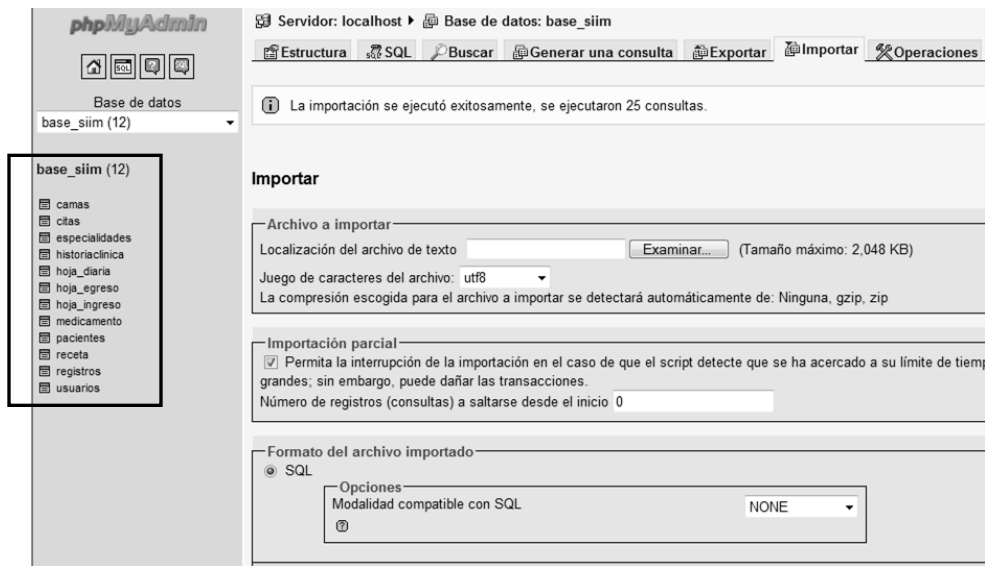 phpMyAdmin
SQL
Base de datos
base_siim (12)
base_siim (12)
camas
citas
especialidades
historiaclinica
hoja_diaria
hoja_egreso
hoja_ingreso
medicamento
pacientes
receta
registros
usuarios
Servidor: localhost ▸ Base de datos: base_siim
Estructura SQL Buscar Generar una consulta Exportar Importar Operaciones
La importación se ejecutó exitosamente, se ejecutaron 25 consultas.
Importar
Archivo a importar
Localización del archivo de texto Examinar... (Tamaño máximo: 2,048 KB)
Juego de caracteres del archivo: utf8
La compresión escogida para el archivo a importar se detectará automáticamente de: Ninguna, gzip, zip
Importación parcial
Permita la interrupción de la importación en el caso de que el script detecte que se ha acercado a su límite de tiemp
grandes; sin embargo, puede dañar las transacciones.
Número de registros (consultas) a saltarse desde el inicio 0
Formato del archivo importado
SQL
Opciones
Modalidad compatible con SQL NONE